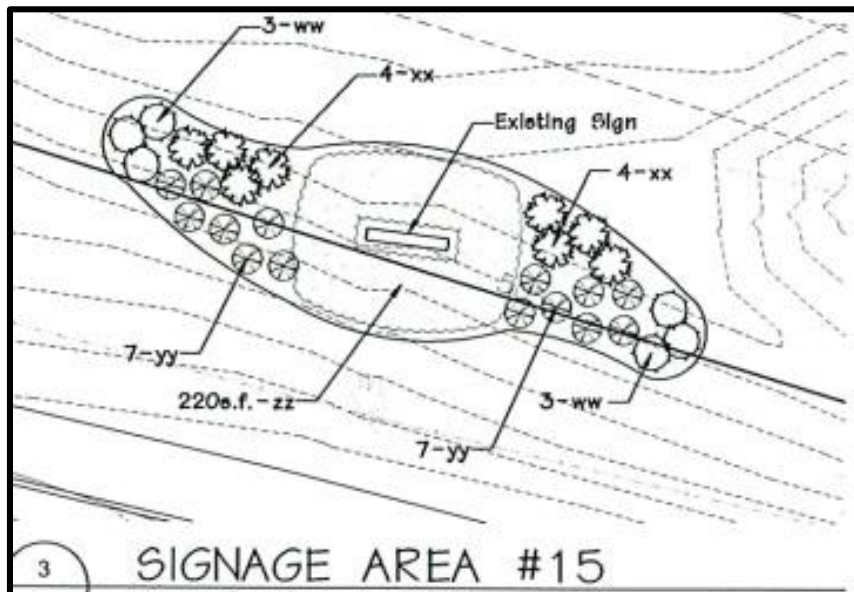 3-ww
4-xx
Existing Sign
4-xx
7-yy
220s.f.-zz
3-ww
7-yy
3
SIGNAGE AREA #15